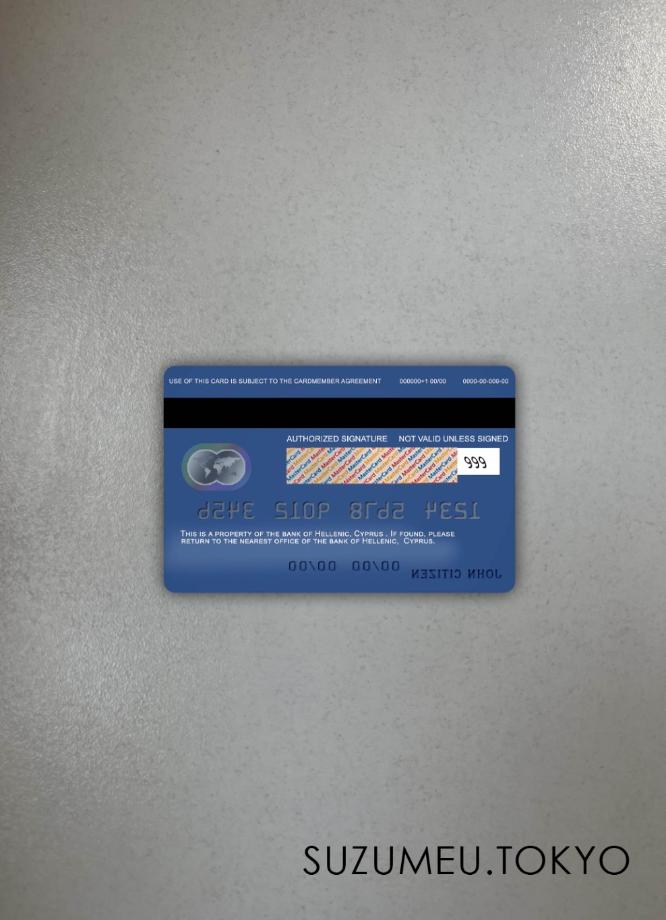 USE OF THIS CARD IS SUBJECT TO THE CARDMEMBER AGREEMENT 000000+1 00/00 0000-00-000-00
AUTHORIZED SIGNATURE NOT VALID UNLESS SIGNED
MasterCard MasterCard MasterCard
999
1234 5678 9012 3456
THIS IS A PROPERTY OF THE BANK OF HELLENIC, CYPRUS . IF FOUND, PLEASE
RETURN TO THE NEAREST OFFICE OF THE BANK OF HELLENIC, CYPRUS.
00/00 00/00
JOHN CITIZEN
SUZUMEU.TOKYO